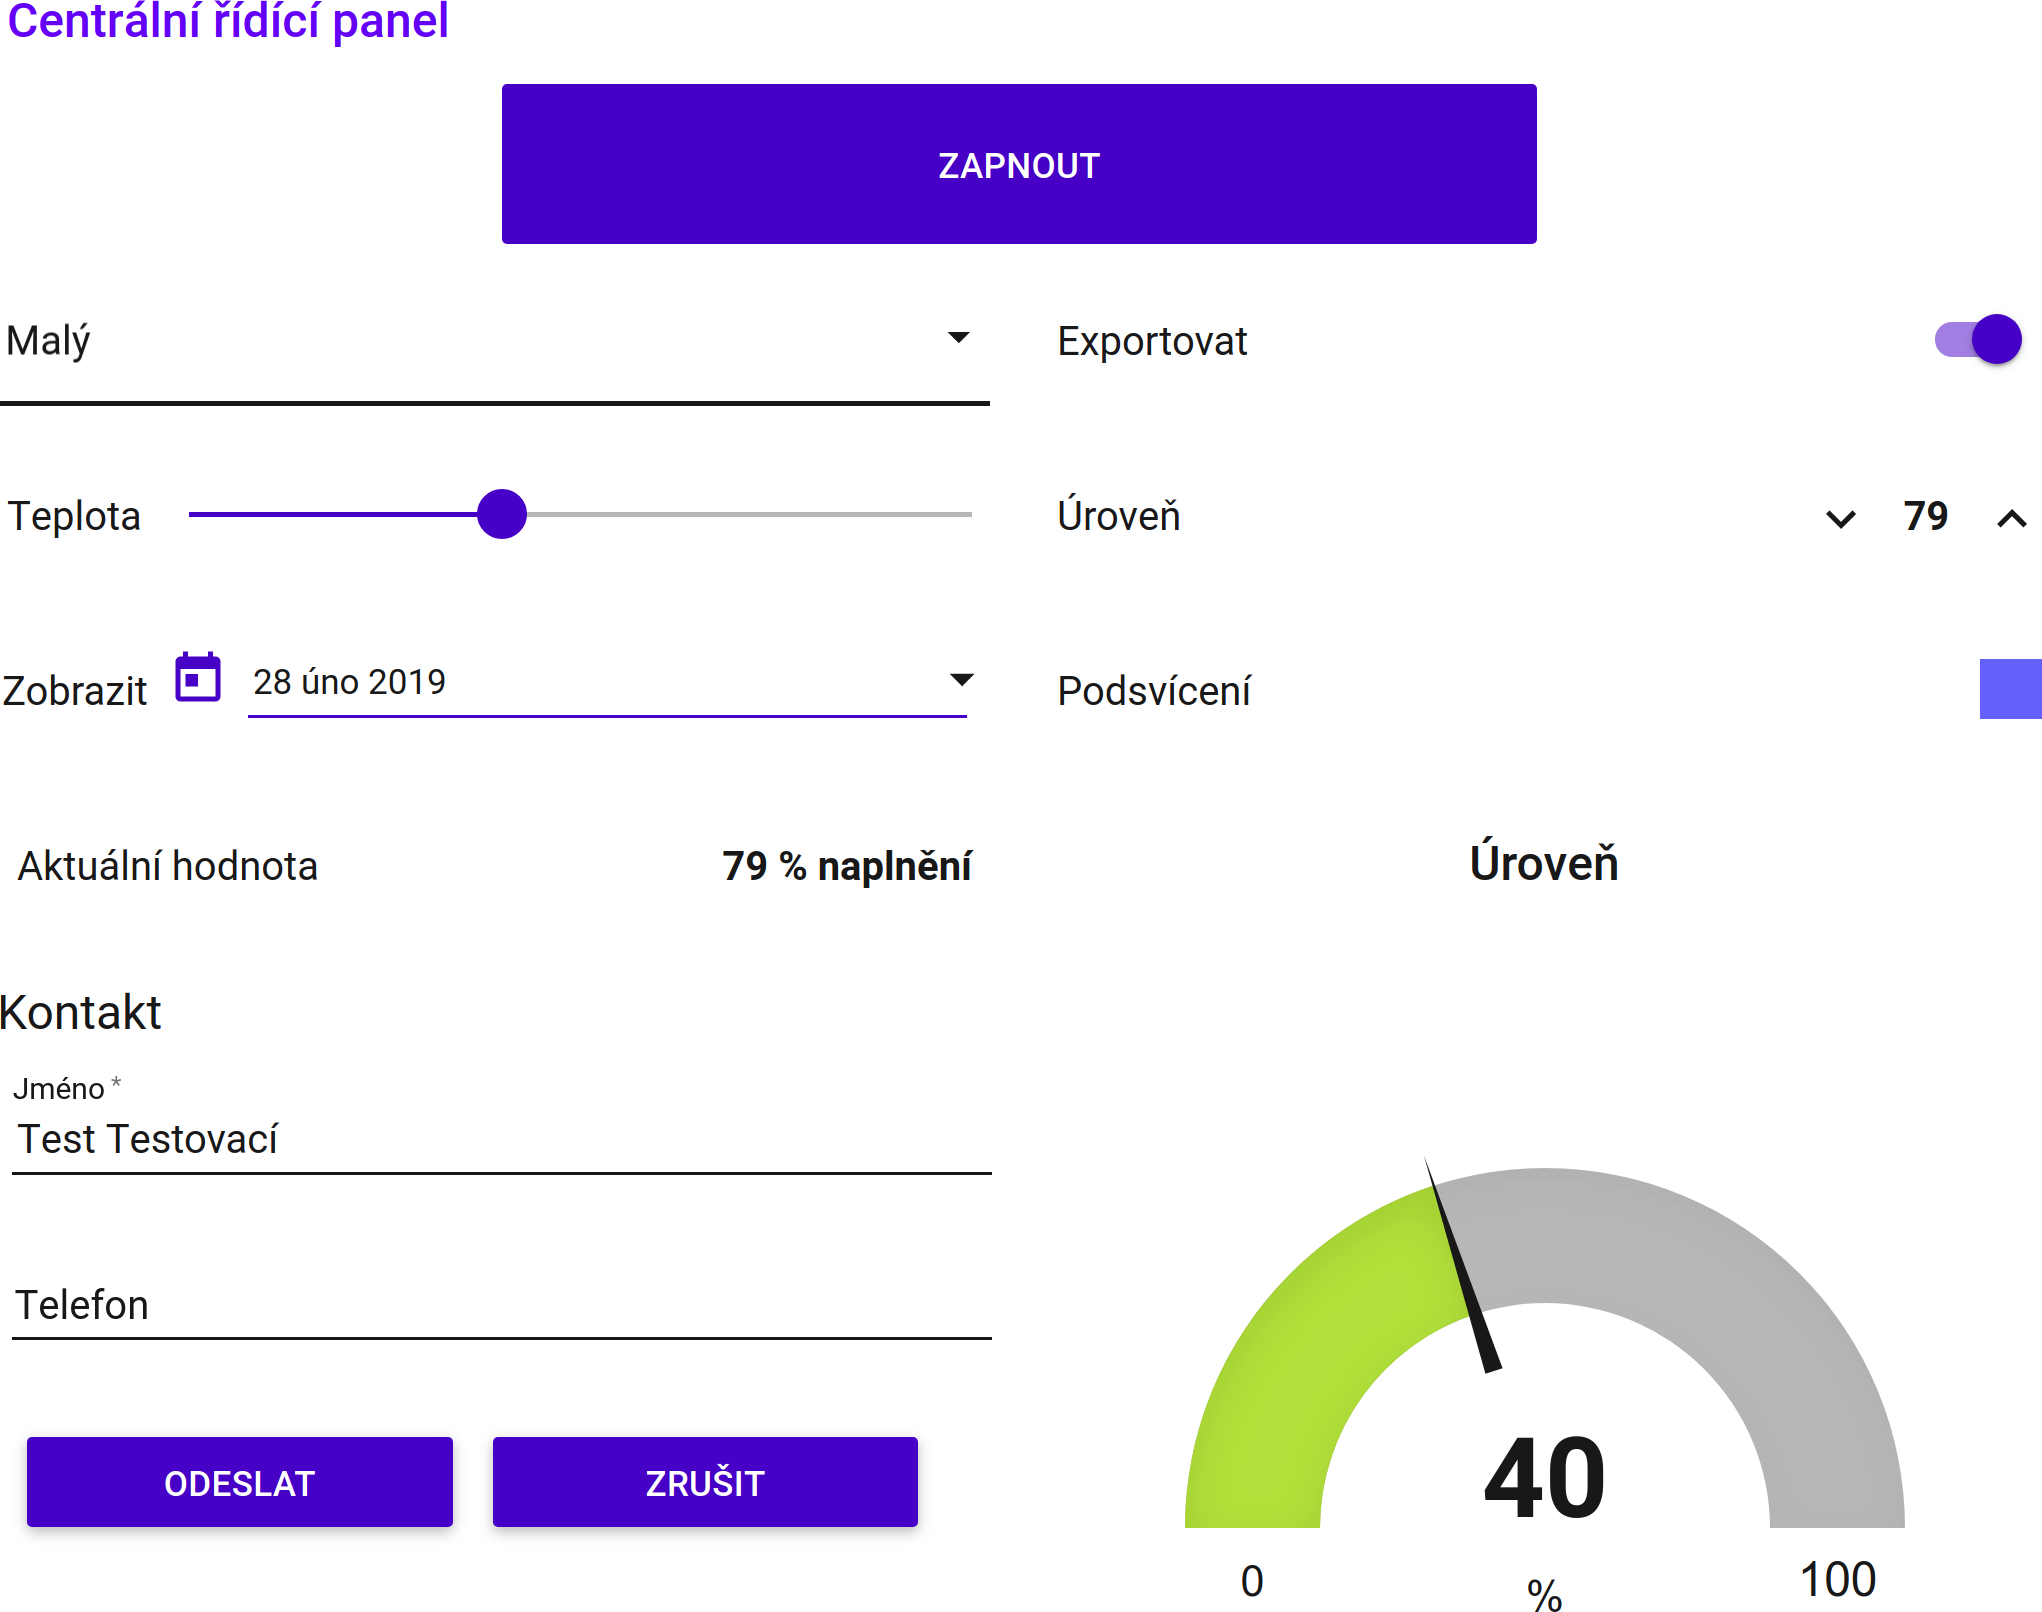 Centrální řídící panel
ZAPNOUT
Malý
Exportovat
Teplota
Úroveň 79
Zobrazit 28 úno 2019
Podsvícení
Aktuální hodnota 79 % naplnění
Úroveň
Kontakt
Jméno *
Test Testovací
Telefon
ODESLAT ZRUŠIT
40
0 % 100